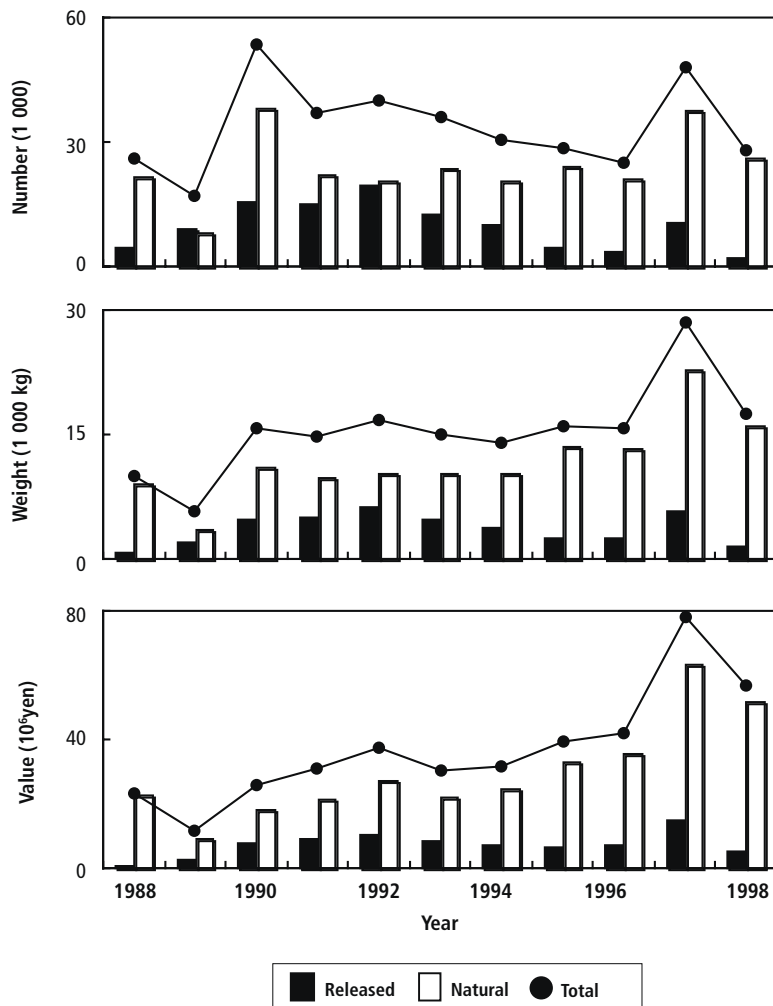 60
30
0
Number (1 000)
30
15
0
Weight (1 000 kg)
80
40
0
Value (10⁶yen)
1988 1990 1992 1994 1996 1998
Year
Released Natural Total